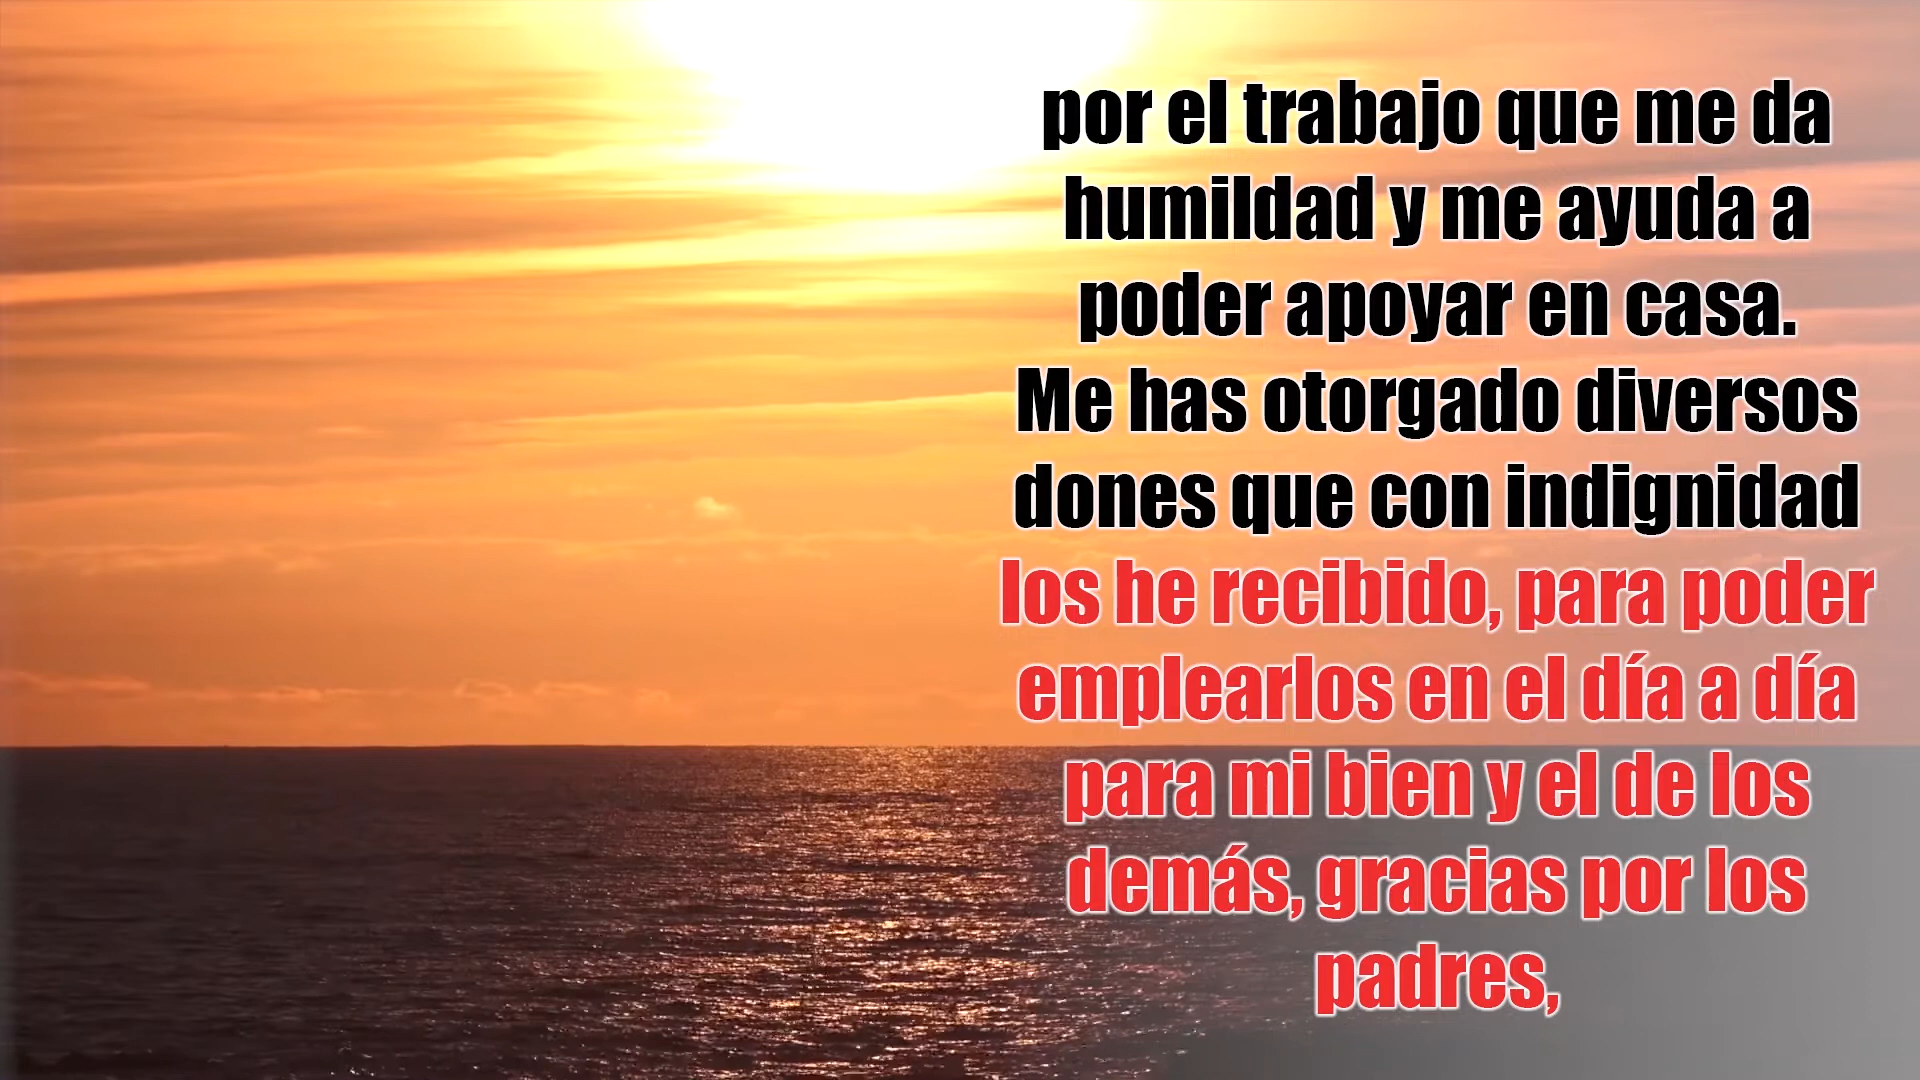 por el trabajo que me da
humildad y me ayuda a
poder apoyar en casa.
Me has otorgado diversos
dones que con indignidad
los he recibido, para poder
emplearlos en el día a día
para mi bien y el de los
demás, gracias por los
padres,